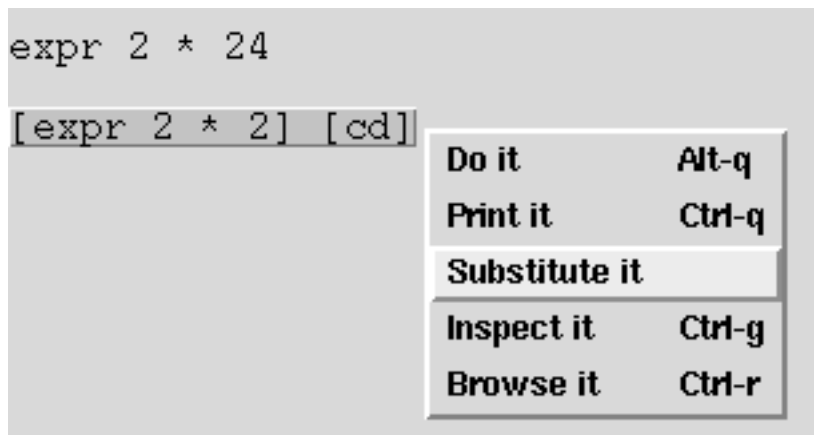 expr 2 * 24
[expr 2 * 2] [cd]
Do it Alt-q
Print it Ctrl-q
Substitute it
Inspect it Ctrl-g
Browse it Ctrl-r